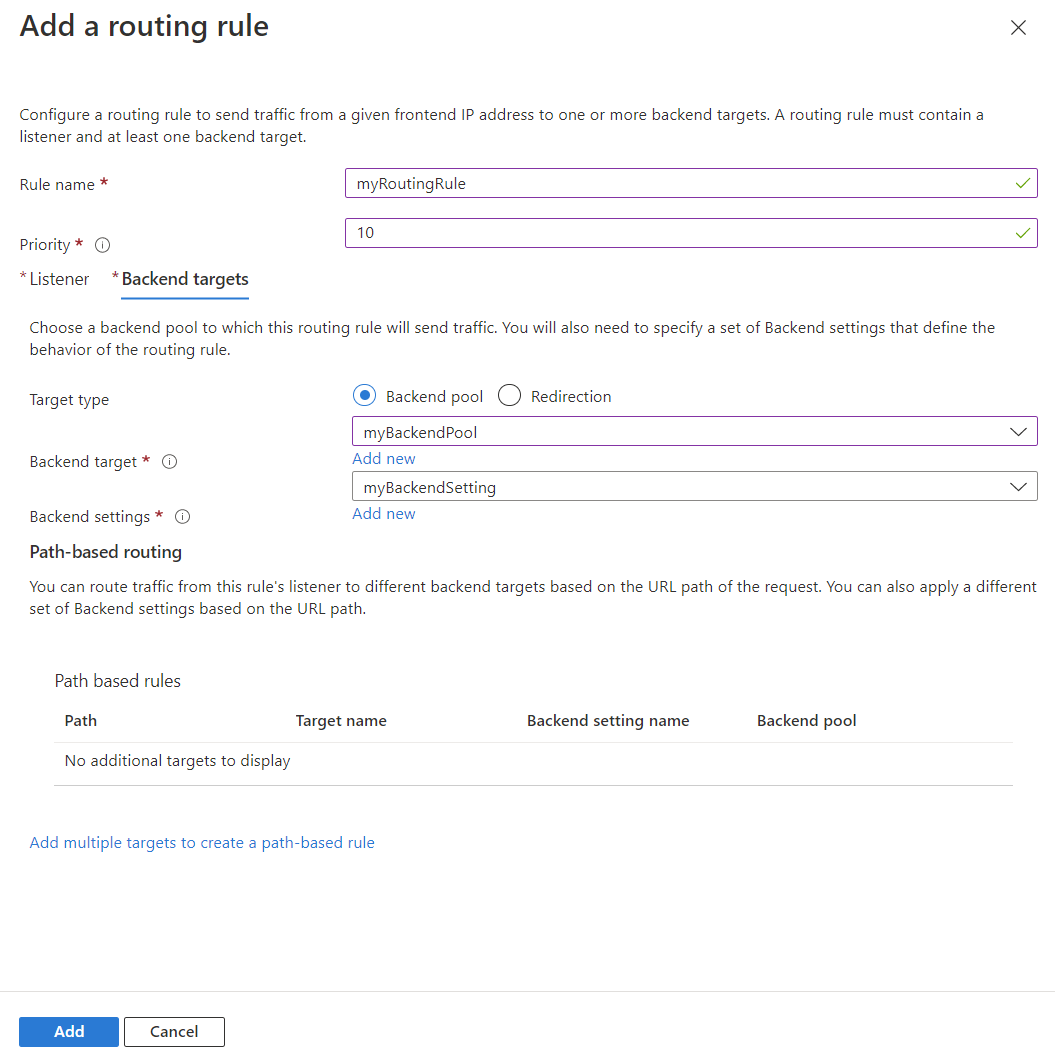 Add a routing rule
Configure a routing rule to send traffic from a given frontend IP address to one or more backend targets. A routing rule must contain a
listener and at least one backend target.
Rule name * myRoutingRule
Priority * 10
* Listener * Backend targets
Choose a backend pool to which this routing rule will send traffic. You will also need to specify a set of Backend settings that define the
behavior of the routing rule.
Target type Backend pool Redirection
myBackendPool
Backend target * Add new
myBackendSetting
Backend settings * Add new
Path-based routing
You can route traffic from this rule's listener to different backend targets based on the URL path of the request. You can also apply a different
set of Backend settings based on the URL path.
Path based rules
Path Target name Backend setting name Backend pool
No additional targets to display
Add multiple targets to create a path-based rule
Add Cancel